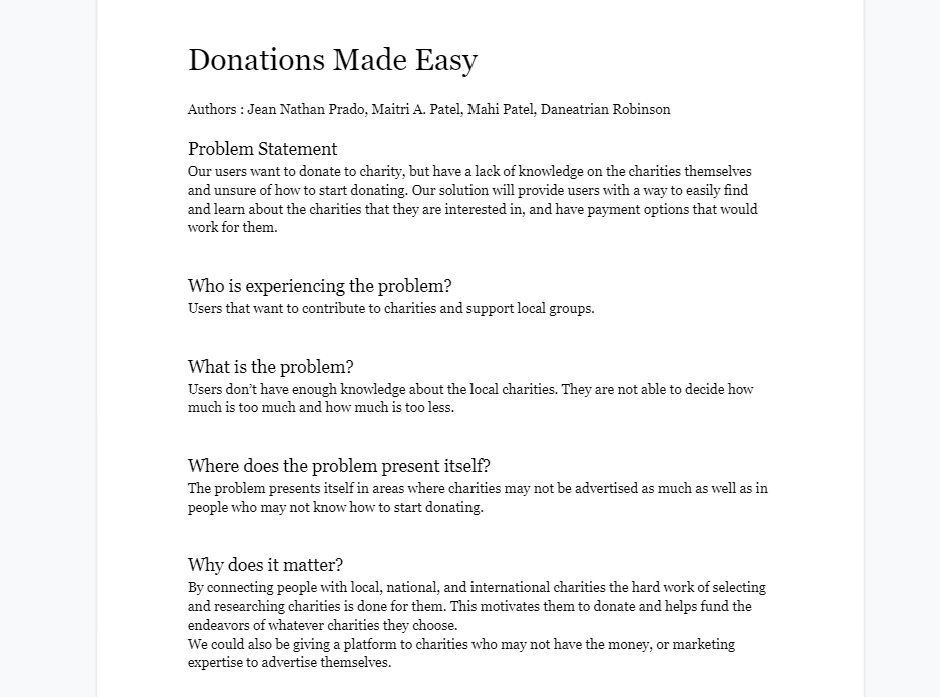 Donations Made Easy
Authors : Jean Nathan Prado, Maitri A. Patel, Mahi Patel, Daneatrian Robinson
Problem Statement
Our users want to donate to charity, but have a lack of knowledge on the charities themselves
and unsure of how to start donating. Our solution will provide users with a way to easily find
and learn about the charities that they are interested in, and have payment options that would
work for them.
Who is experiencing the problem?
Users that want to contribute to charities and support local groups.
What is the problem?
Users don’t have enough knowledge about the local charities. They are not able to decide how
much is too much and how much is too less.
Where does the problem present itself?
The problem presents itself in areas where charities may not be advertised as much as well as in
people who may not know how to start donating.
Why does it matter?
By connecting people with local, national, and international charities the hard work of selecting
and researching charities is done for them. This motivates them to donate and helps fund the
endeavors of whatever charities they choose.
We could also be giving a platform to charities who may not have the money, or marketing
expertise to advertise themselves.